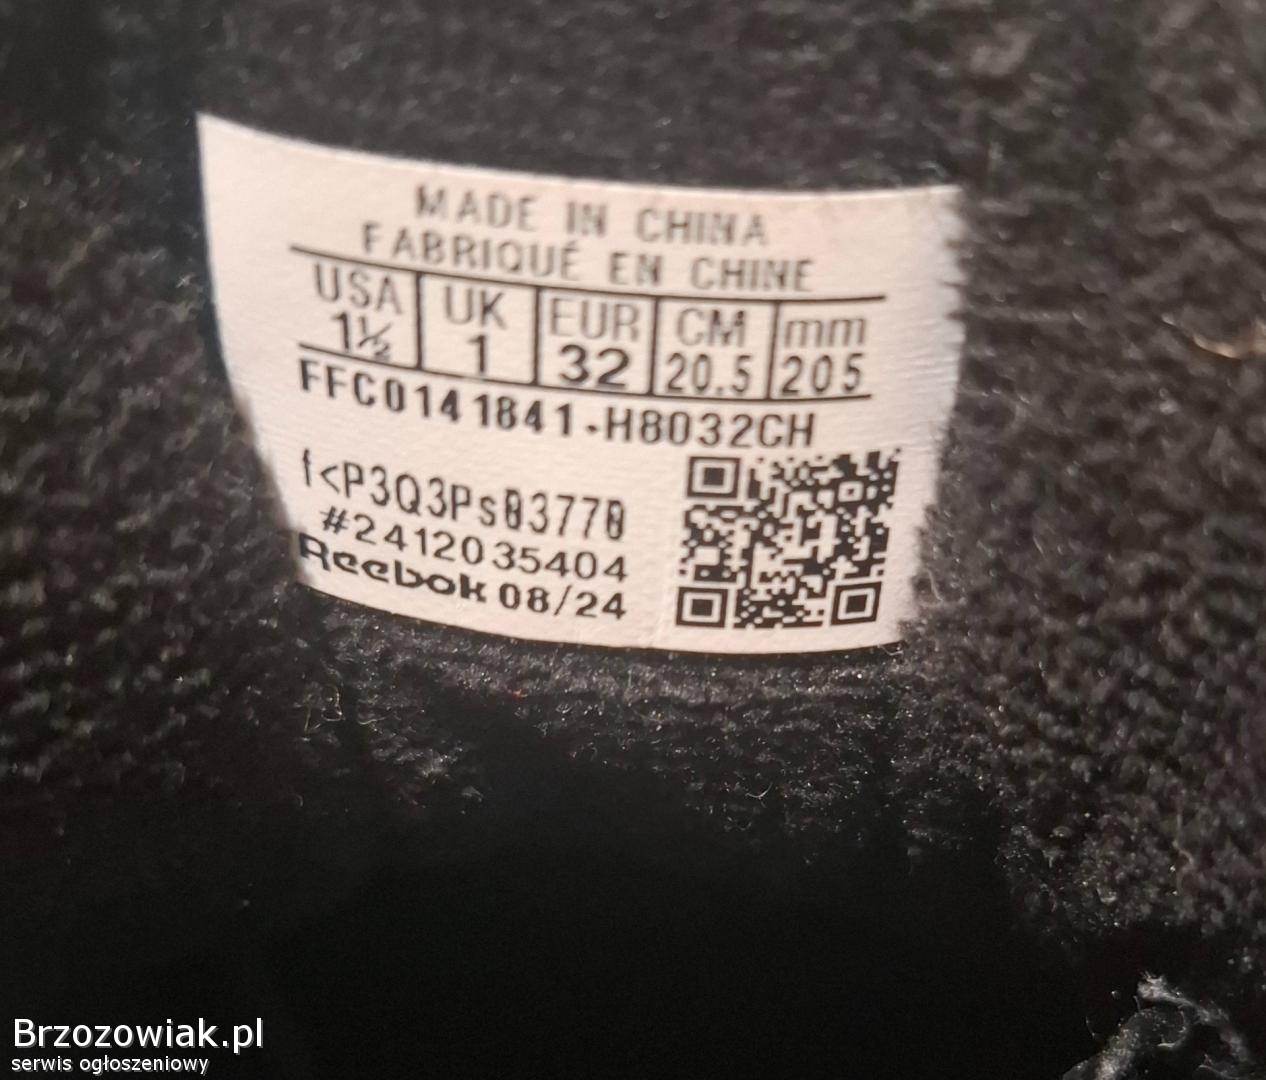 MADE IN CHINA
FABRIQUÉ EN CHINE
USA UK EUR CM mm
1½ 1 32 20.5 205
FFC0141841-H8032CH
f<P3Q3Ps03770
#2412035404
Reebok 08/24
Brzozowiak.pl
serwis ogłoszeniowy